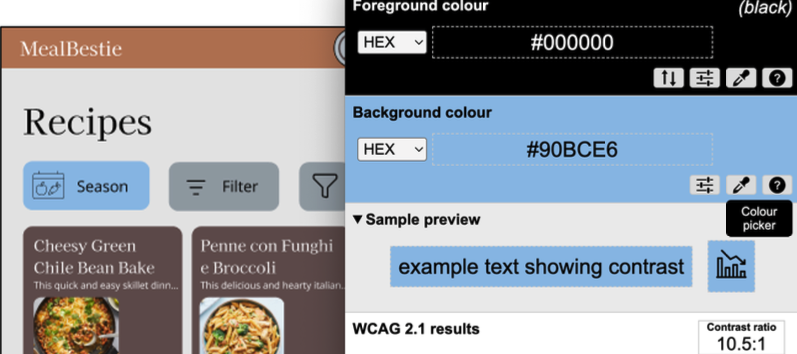 MealBestie
Recipes
Season
Filter
Cheesy Green
Chile Bean Bake
This quick and easy skillet dinn...
Penne con Funghi
e Broccoli
This delicious and hearty italian...
Foreground colour
(black)
HEX
#000000
Background colour
HEX
#90BCE6
Colour
picker
▼ Sample preview
example text showing contrast
WCAG 2.1 results
Contrast ratio
10.5:1